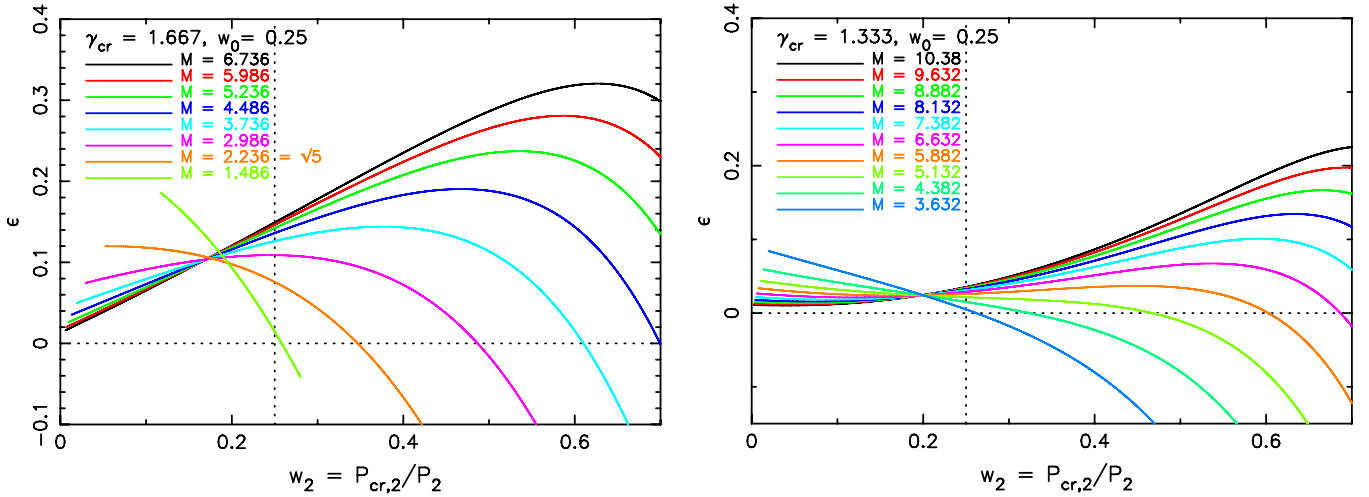 γcr = 1.667, w0= 0.25
M = 6.736
M = 5.986
M = 5.236
M = 4.486
M = 3.736
M = 2.986
M = 2.236 = √5
M = 1.486
0.4
0.3
0.2
0.1
0
−0.1
ϵ
0
0.2
0.4
0.6
w2 = Pcr,2/P2
γcr = 1.333, w0= 0.25
M = 10.38
M = 9.632
M = 8.882
M = 8.132
M = 7.382
M = 6.632
M = 5.882
M = 5.132
M = 4.382
M = 3.632
0.4
0.2
0
ϵ
0
0.2
0.4
0.6
w2 = Pcr,2/P2